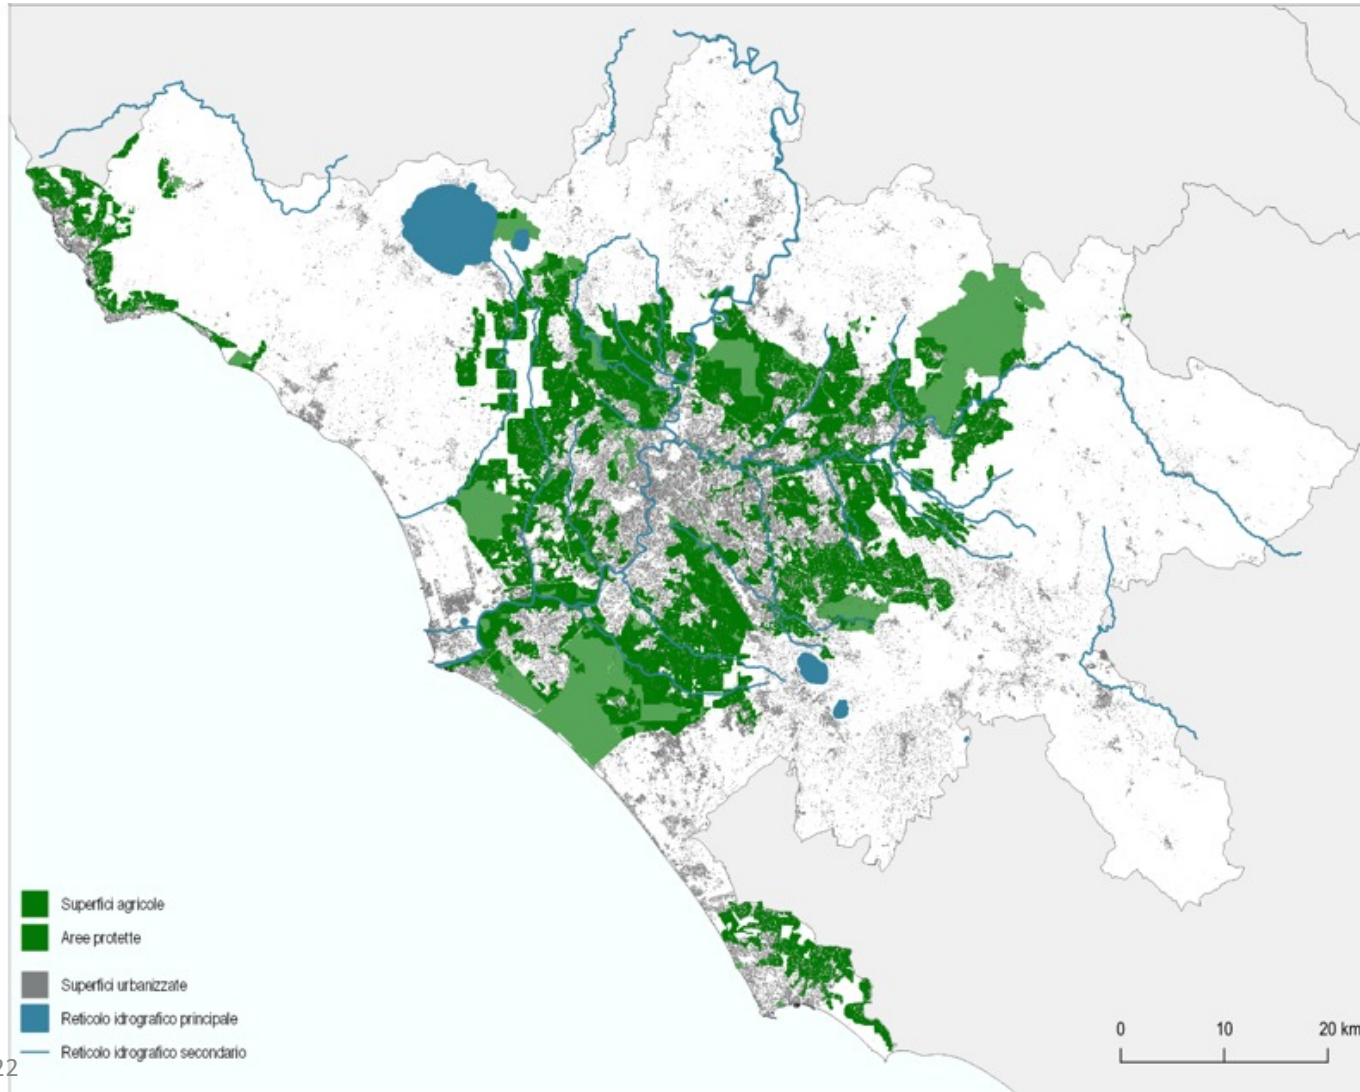 Superfici agricole
Aree protette
Superfici urbanizzate
Reticolo idrografico principale
Reticolo idrografico secondario
22
0 10 20 km